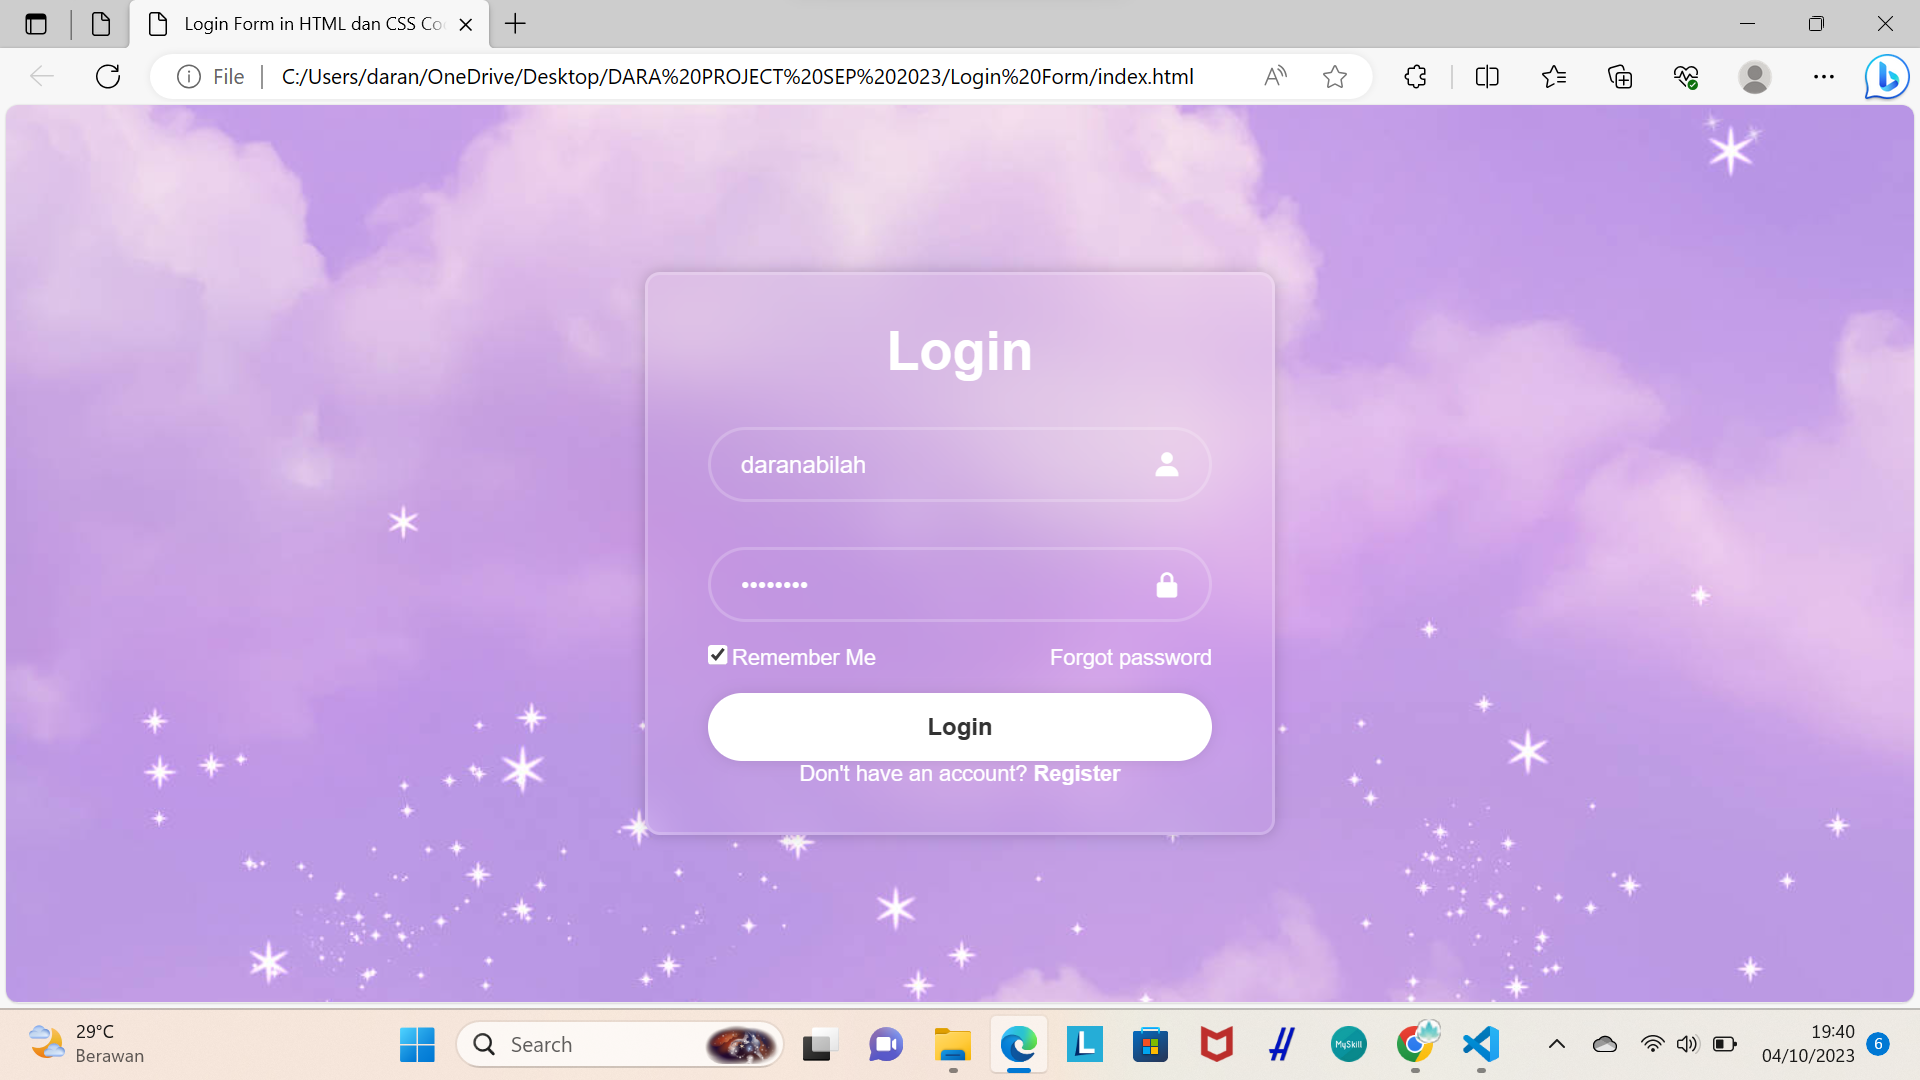 Login Form in HTML dan CSS Co
File
C:/Users/daran/OneDrive/Desktop/DARA%20PROJECT%20SEP%202023/Login%20Form/index.html
Login
daranabilah
••••••••
Remember Me
Forgot password
Login
Don't have an account? Register
29°C
Berawan
Search
L
MySkill
19:40
04/10/2023
6